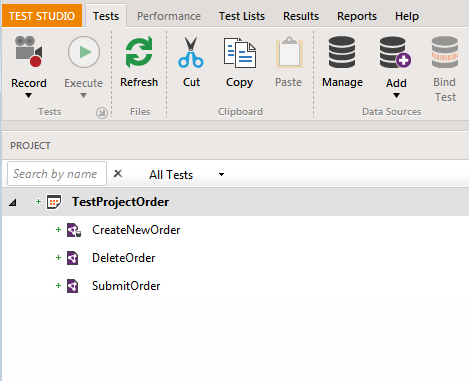 TEST STUDIO Tests Performance Test Lists Results Reports Help
Record Execute Refresh Cut Copy Paste Manage Add Bind Test
Tests Files Clipboard Data Sources
PROJECT
Search by name All Tests
TestProjectOrder
CreateNewOrder
DeleteOrder
SubmitOrder